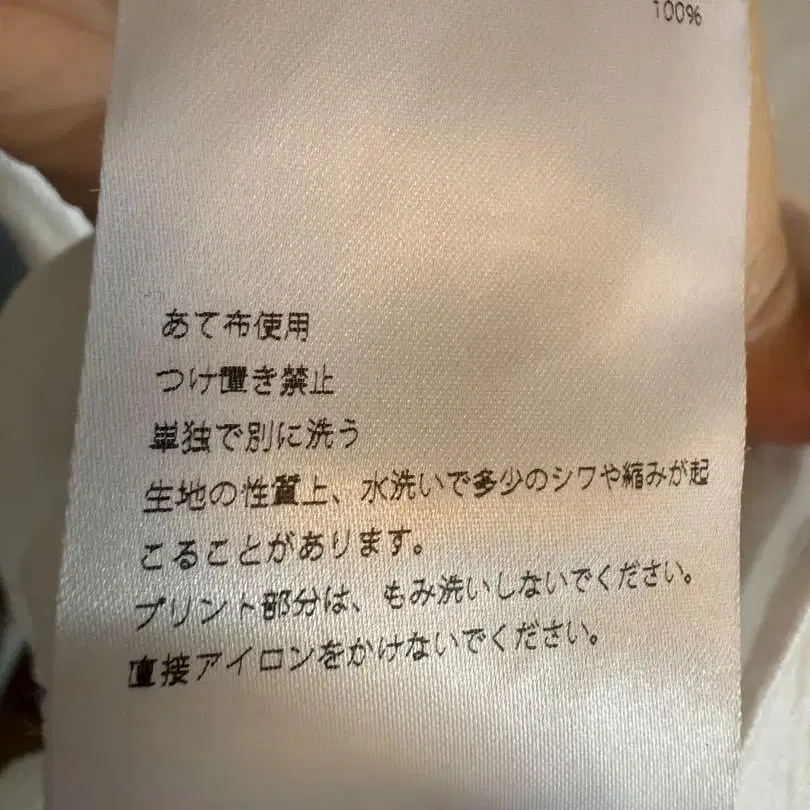 100%
あて布使用
つけ置き禁止
単独で別に洗う
生地の性質上、水洗いで多少のシワや縮みが起
こることがあります。
プリント部分は、もみ洗いしないでください。
直接アイロンをかけないでください。